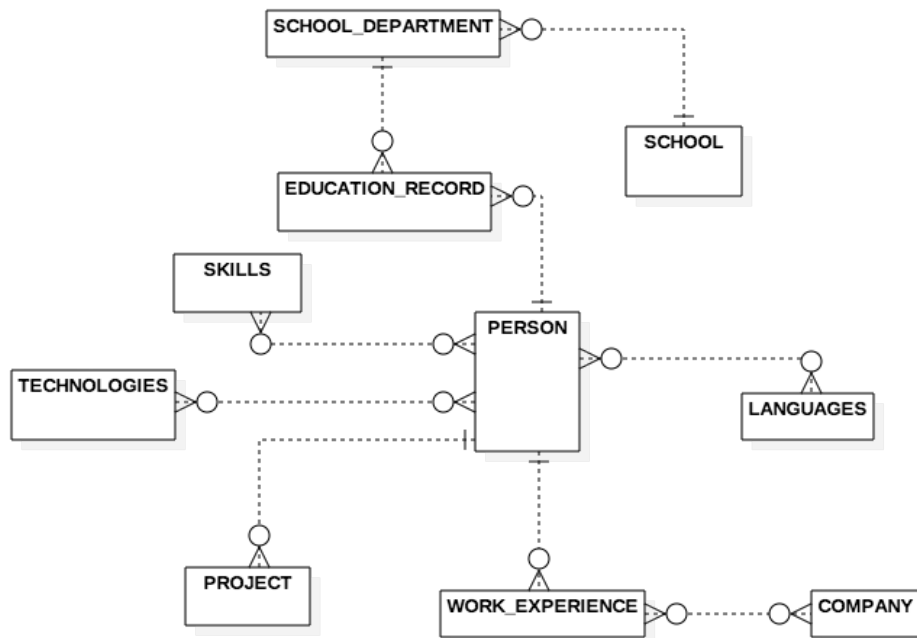 SCHOOL_DEPARTMENT
SCHOOL
EDUCATION_RECORD
SKILLS
PERSON
TECHNOLOGIES
LANGUAGES
PROJECT
WORK_EXPERIENCE
COMPANY